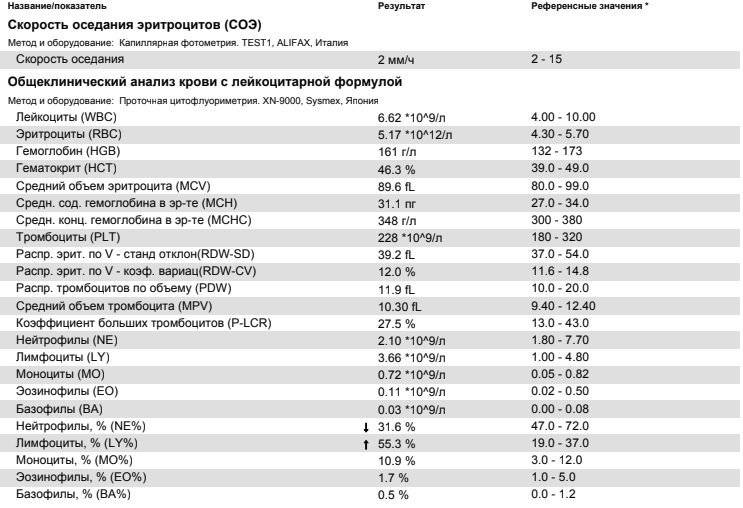 Название/показатель Результат Референсные значения *
Скорость оседания эритроцитов (СОЭ)
Метод и оборудование: Капиллярная фотометрия. TEST1, ALIFAX, Италия
Скорость оседания 2 мм/ч 2 - 15
Общеклинический анализ крови с лейкоцитарной формулой
Метод и оборудование: Проточная цитофлуориметрия. XN-9000, Sysmex, Япония
Лейкоциты (WBC) 6.62 *10^9/л 4.00 - 10.00
Эритроциты (RBC) 5.17 *10^12/л 4.30 - 5.70
Гемоглобин (HGB) 161 г/л 132 - 173
Гематокрит (HCT) 46.3 % 39.0 - 49.0
Средний объем эритроцита (MCV) 89.6 fL 80.0 - 99.0
Средн. сод. гемоглобина в эр-те (MCH) 31.1 пг 27.0 - 34.0
Средн. конц. гемоглобина в эр-те (MCHC) 348 г/л 300 - 380
Тромбоциты (PLT) 228 *10^9/л 180 - 320
Распр. эрит. по V - станд отклон(RDW-SD) 39.2 fL 37.0 - 54.0
Распр. эрит. по V - коэф. вариац(RDW-CV) 12.0 % 11.6 - 14.8
Распр. тромбоцитов по объему (PDW) 11.9 fL 10.0 - 20.0
Средний объем тромбоцита (MPV) 10.30 fL 9.40 - 12.40
Коэффициент больших тромбоцитов (P-LCR) 27.5 % 13.0 - 43.0
Нейтрофилы (NE) 2.10 *10^9/л 1.80 - 7.70
Лимфоциты (LY) 3.66 *10^9/л 1.00 - 4.80
Моноциты (MO) 0.72 *10^9/л 0.05 - 0.82
Эозинофилы (EO) 0.11 *10^9/л 0.02 - 0.50
Базофилы (BA) 0.03 *10^9/л 0.00 - 0.08
Нейтрофилы, % (NE%) ↓ 31.6 % 47.0 - 72.0
Лимфоциты, % (LY%) ↑ 55.3 % 19.0 - 37.0
Моноциты, % (MO%) 10.9 % 3.0 - 12.0
Эозинофилы, % (EO%) 1.7 % 1.0 - 5.0
Базофилы, % (BA%) 0.5 % 0.0 - 1.2